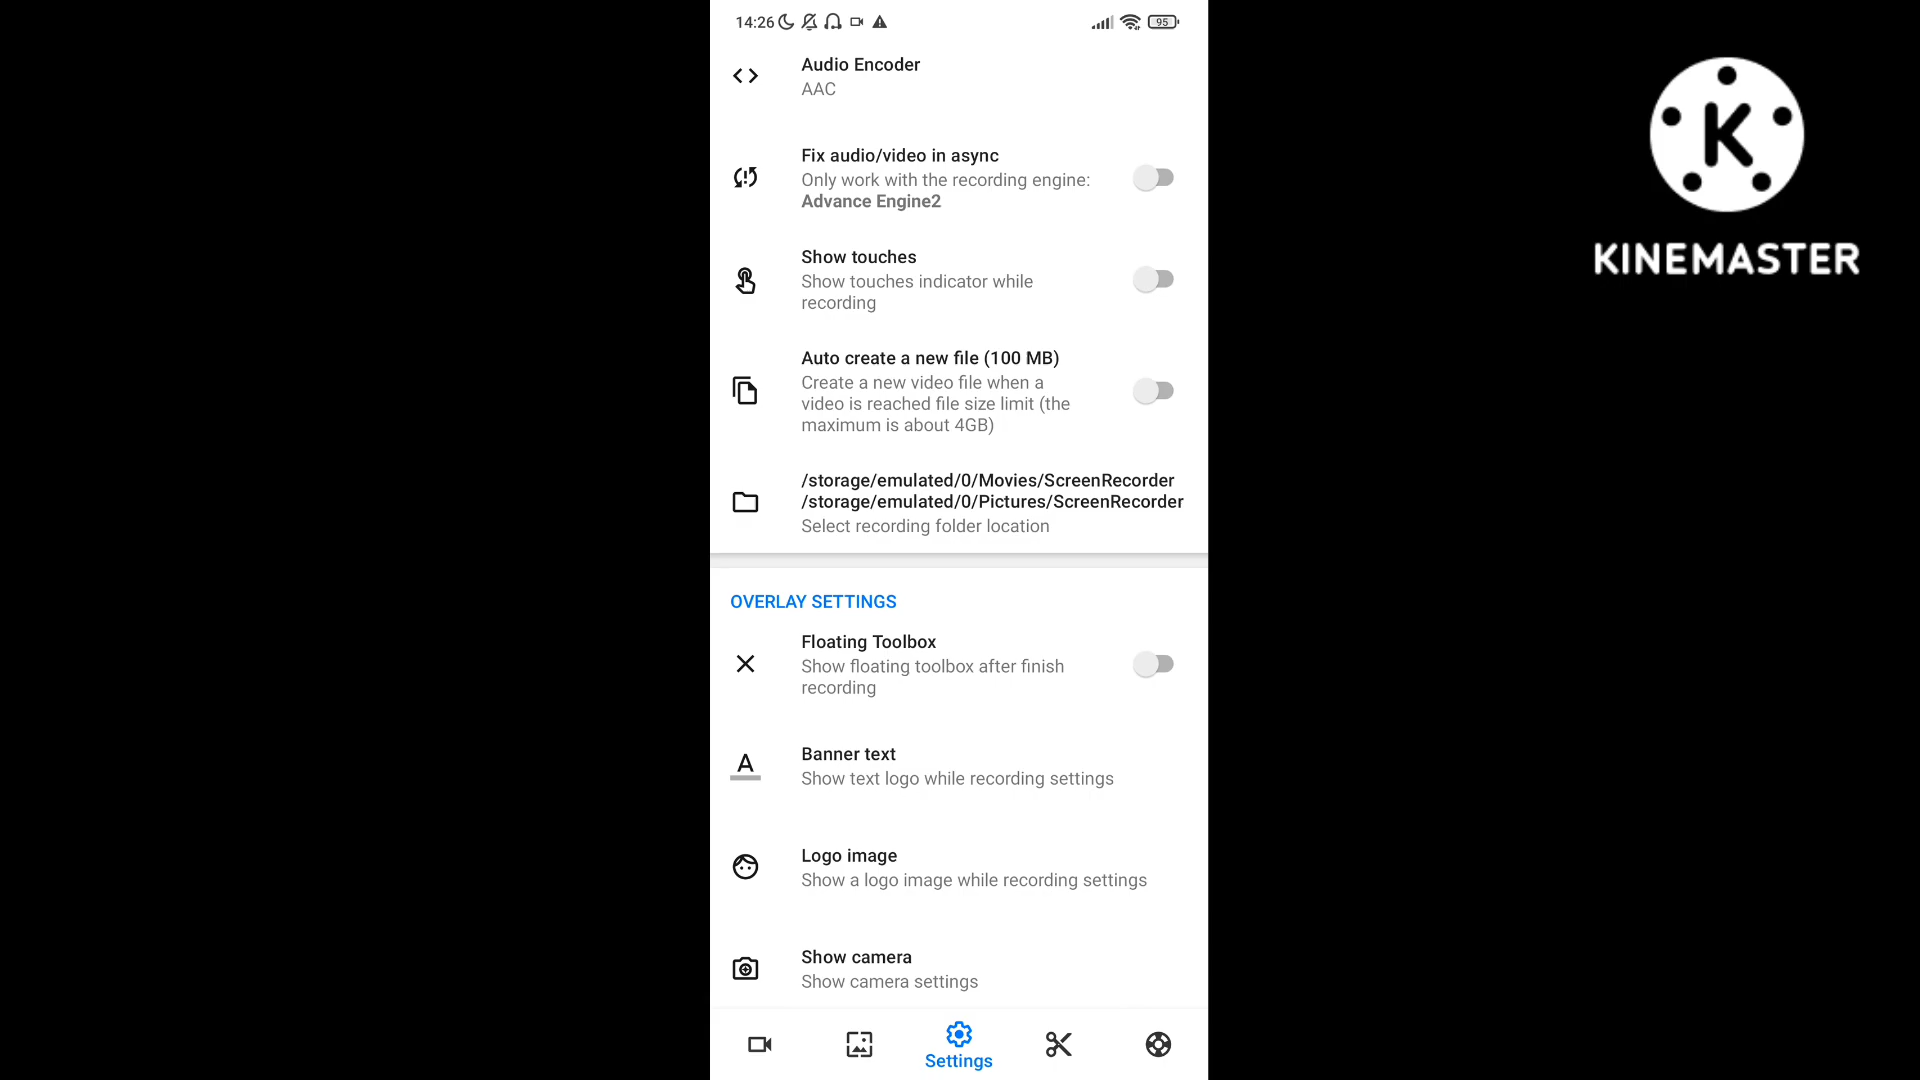 14:26
95
Audio Encoder
AAC
Fix audio/video in async
Only work with the recording engine:
Advance Engine2
Show touches
Show touches indicator while
recording
Auto create a new file (100 MB)
Create a new video file when a
video is reached file size limit (the
maximum is about 4GB)
/storage/emulated/0/Movies/ScreenRecorder
/storage/emulated/0/Pictures/ScreenRecorder
Select recording folder location
OVERLAY SETTINGS
Floating Toolbox
Show floating toolbox after finish
recording
A
Banner text
Show text logo while recording settings
Logo image
Show a logo image while recording settings
Show camera
Show camera settings
Settings
K
KINEMASTER